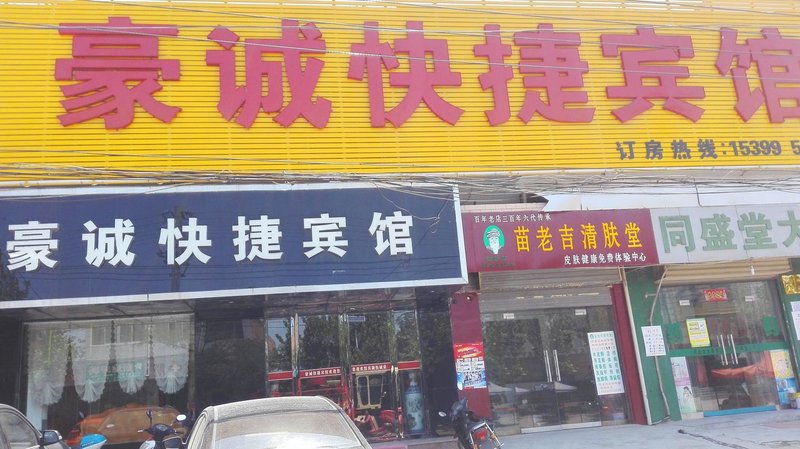 豪诚快捷宾馆
订房热线:15399 5
豪诚快捷宾馆
百年老店三百年九代传承
苗老吉清肤堂
皮肤健康免费体验中心
同盛堂大